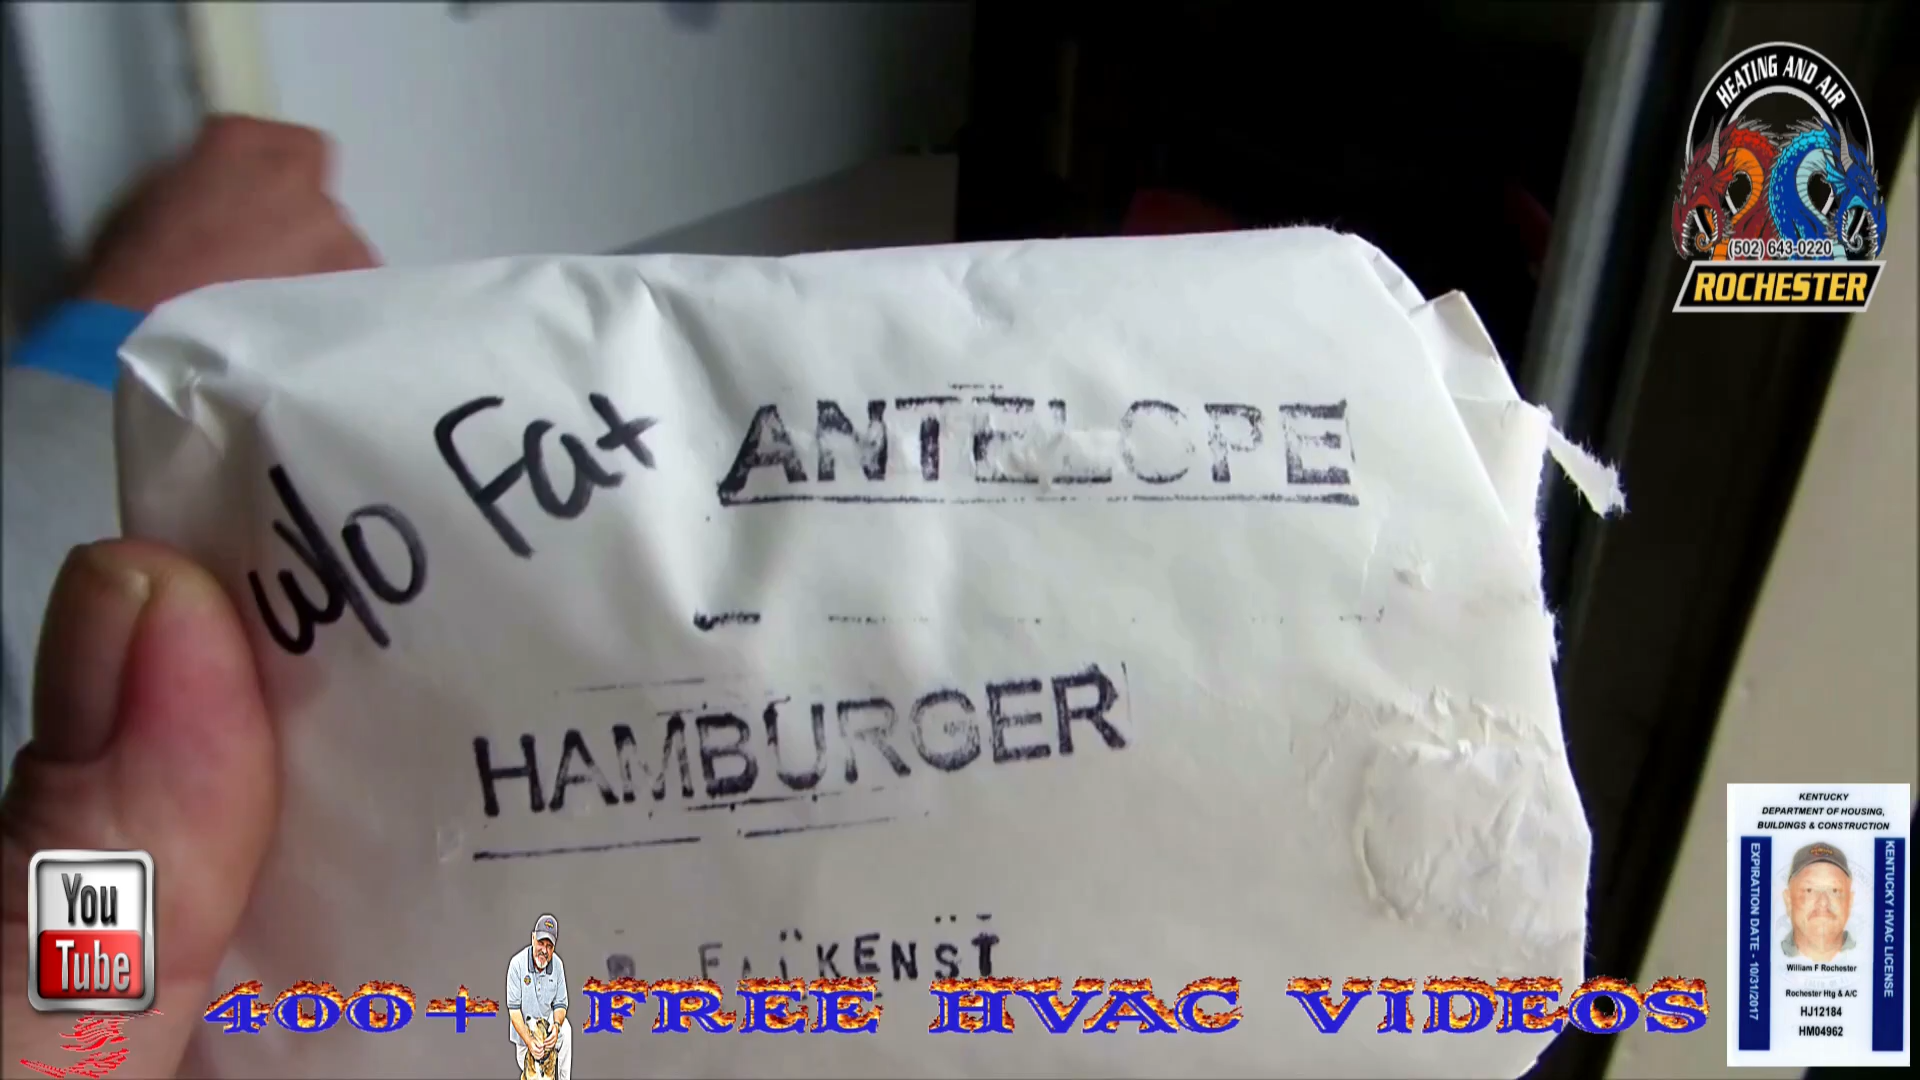 HEATING AND AIR
(502) 643-0220
ROCHESTER
w/o Fat ANTELOPE
HAMBURGER
KENTUCKY
DEPARTMENT OF HOUSING,
BUILDINGS & CONSTRUCTION
EXPIRATION DATE - 10/31/2017
KENTUCKY HVAC LICENSE
William F Rochester
Rochester Htg & A/C
HJ12184
HM04962
You
Tube
400+ FREE HVAC VIDEOS